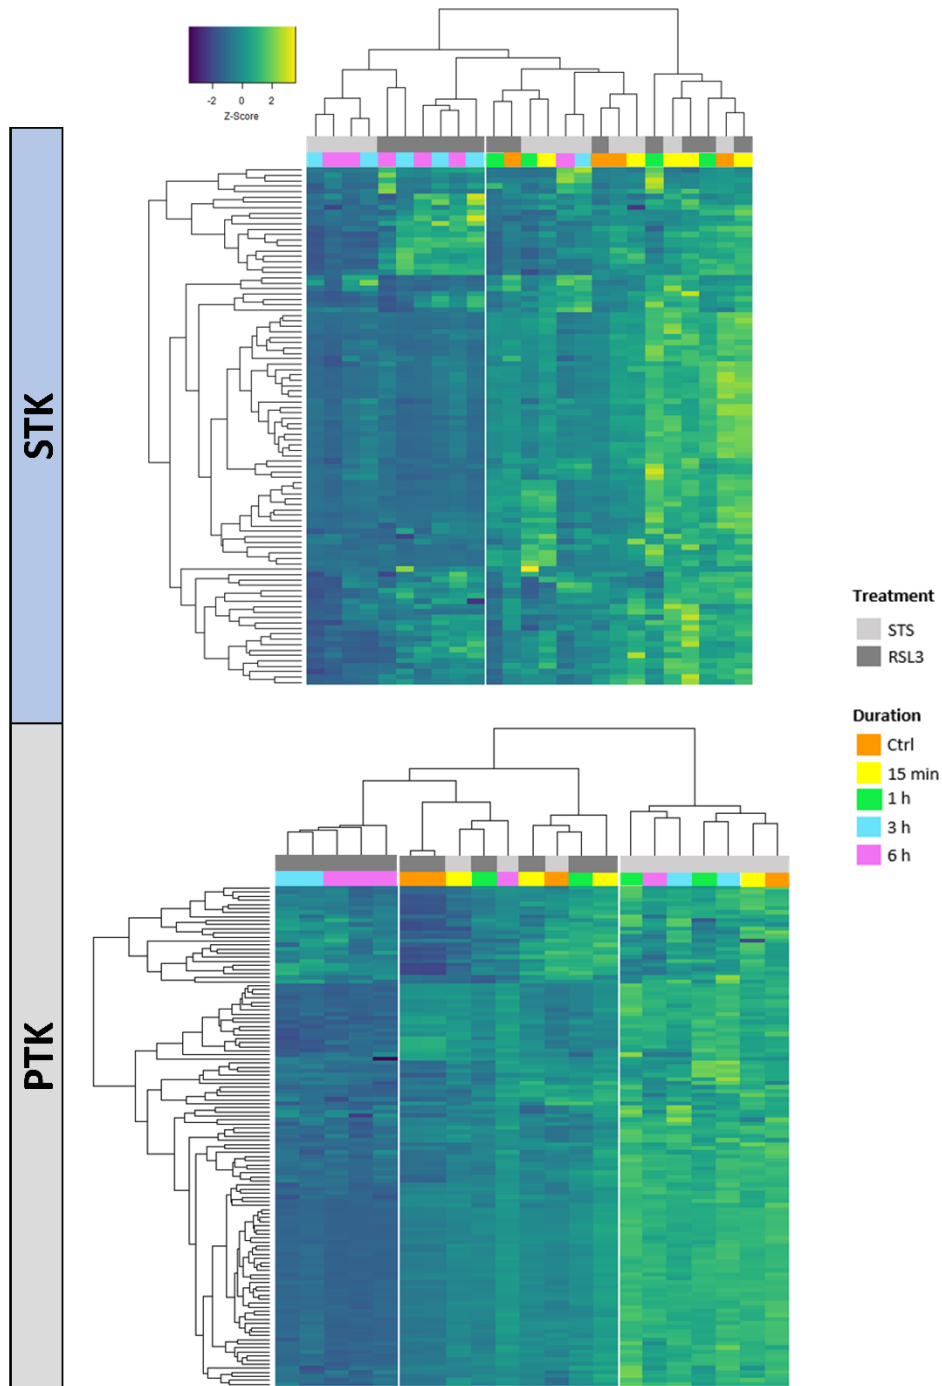 -2 0 2
Z-Score
STK
Treatment
STS
RSL3
Duration
Ctrl
15 min
1 h
3 h
6 h
PTK